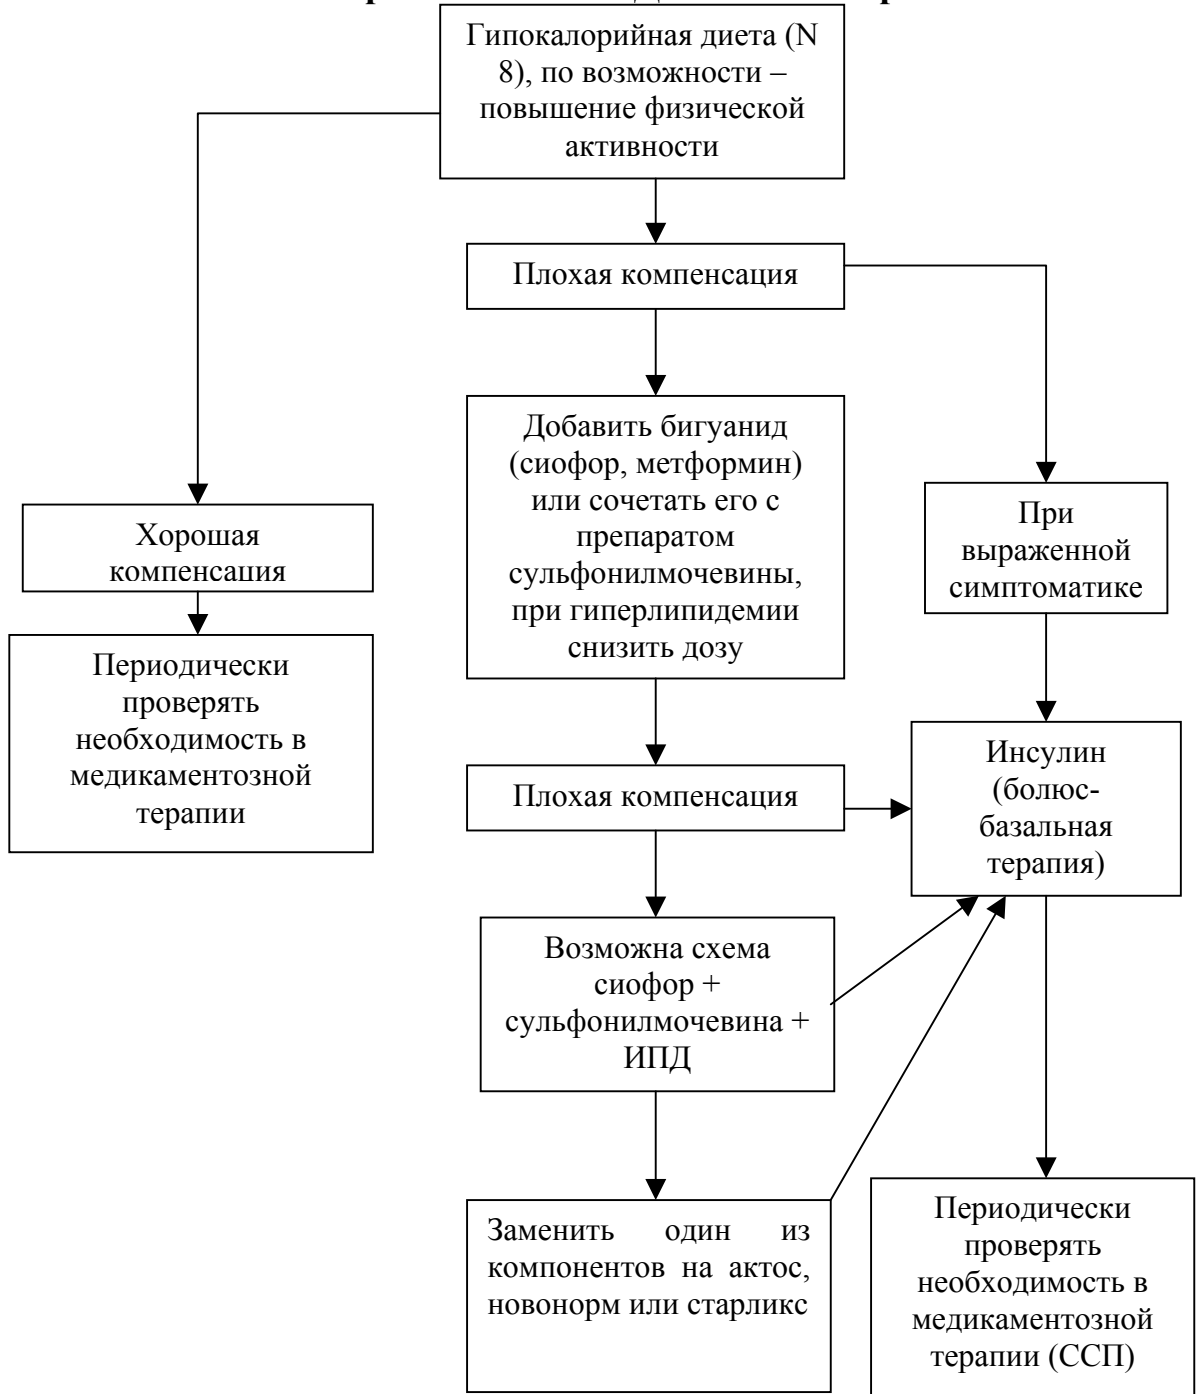 Гипокалорийная диета (N
8), по возможности –
повышение физической
активности
Плохая компенсация
Добавить бигуанид
(сиофор, метформин)
или сочетать его с
препаратом
сульфонилмочевины,
при гиперлипидемии
снизить дозу
При
выраженной
симптоматике
Хорошая
компенсация
Периодически
проверять
необходимость в
медикаментозной
терапии
Плохая компенсация
Инсулин
(болюс-
базальная
терапия)
Возможна схема
сиофор +
сульфонилмочевина +
ИПД
Заменить один из
компонентов на актос,
новонорм или старликс
Периодически
проверять
необходимость в
медикаментозной
терапии (ССП)